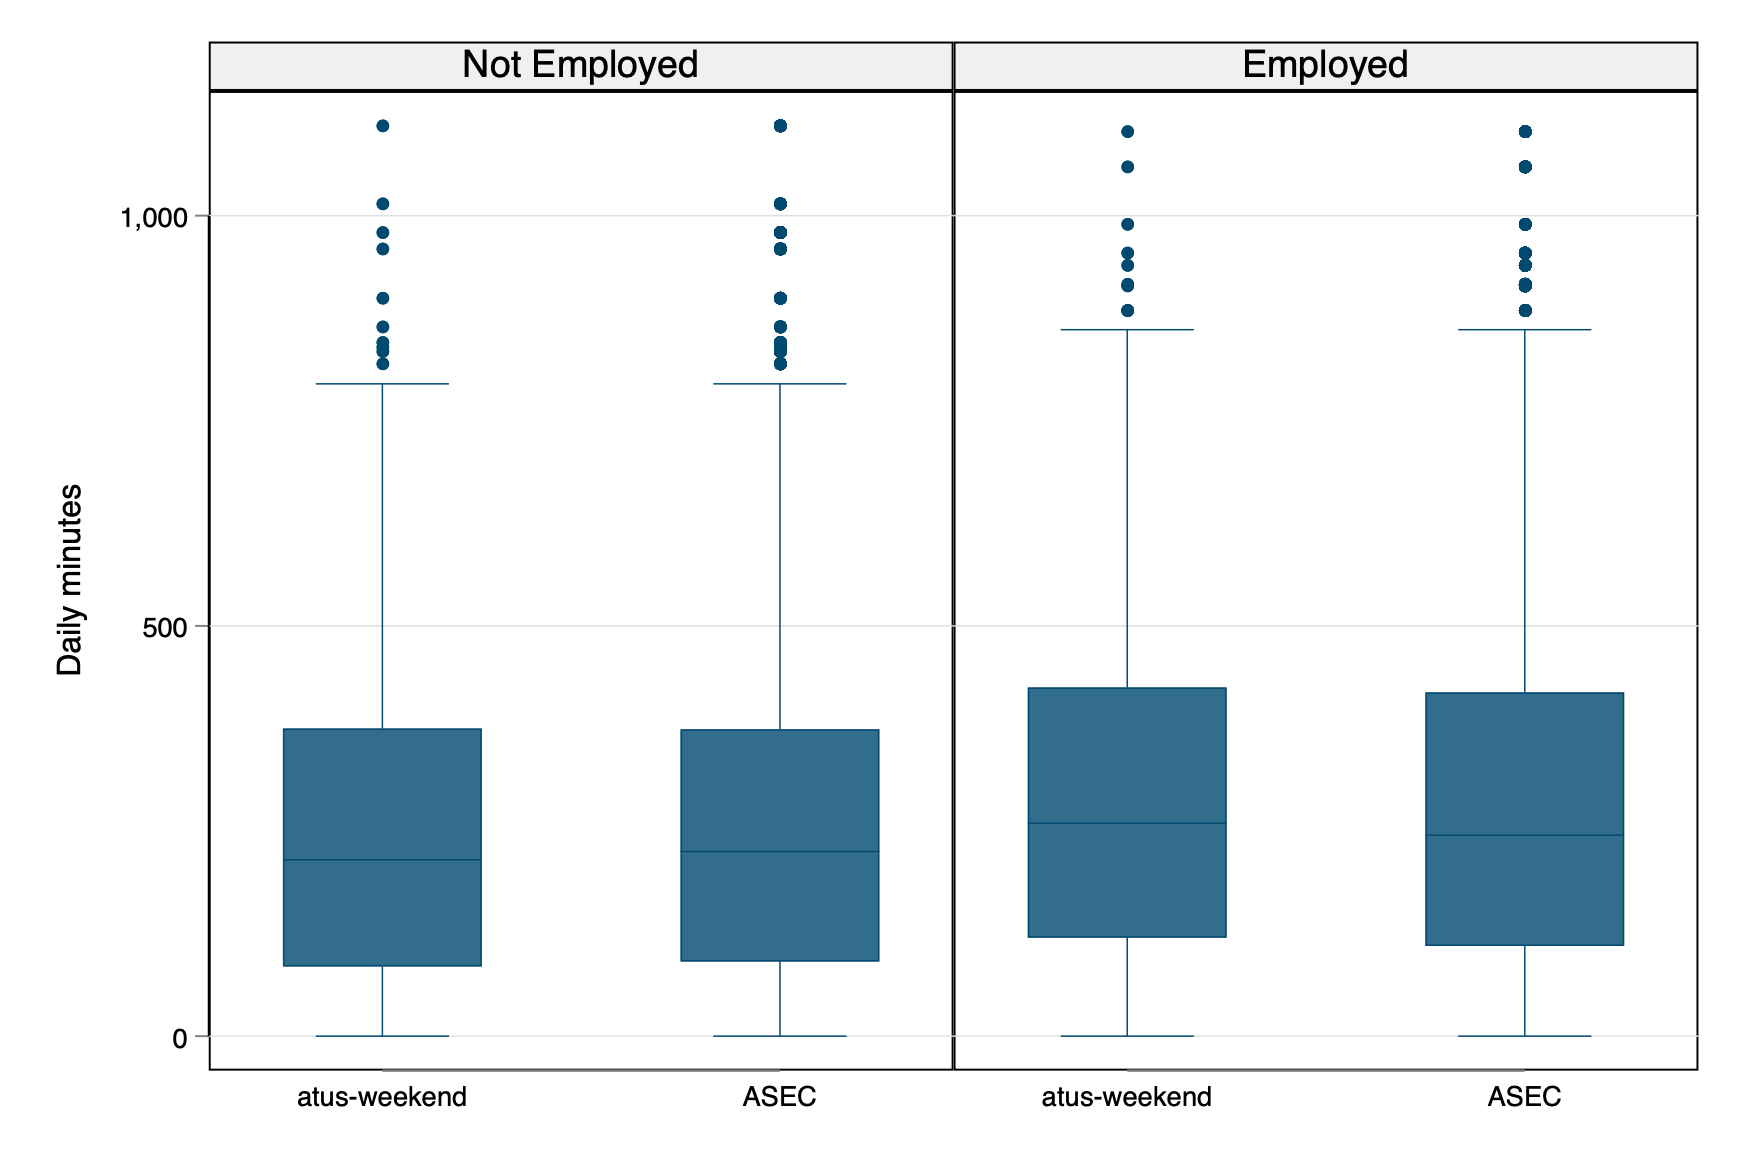 Not Employed Employed
1,000
500
0
Daily minutes
atus-weekend ASEC atus-weekend ASEC